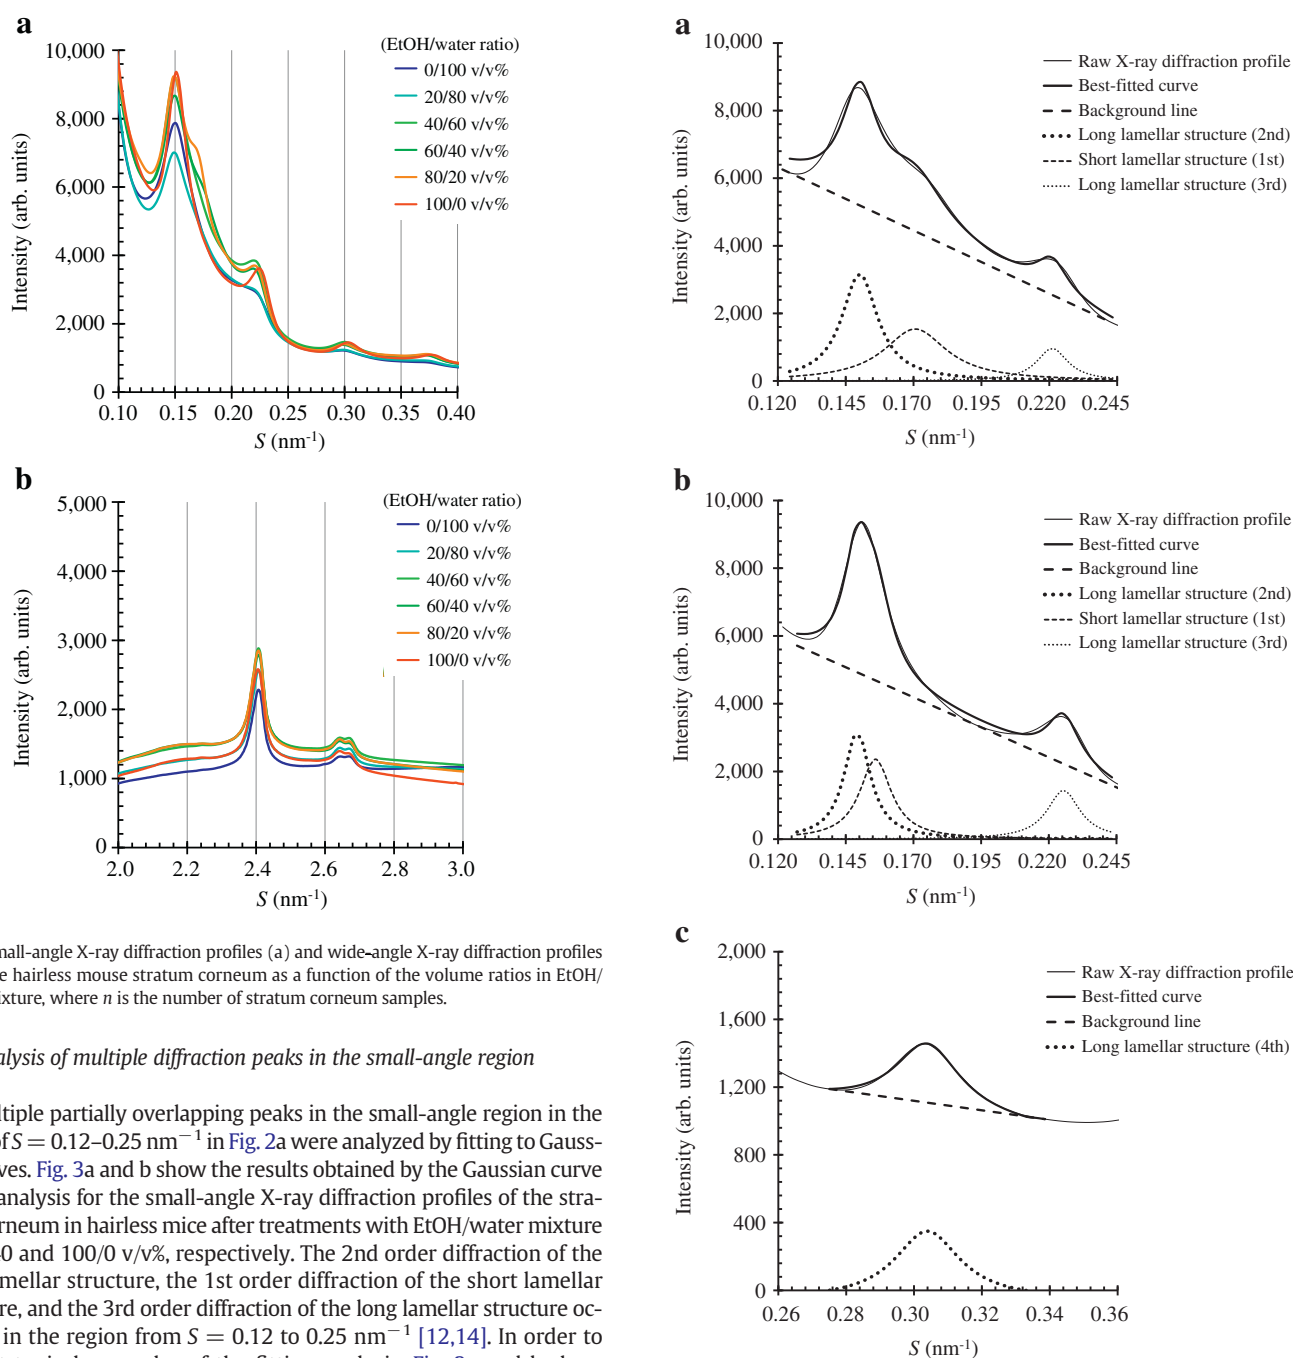 a
10,000
8,000
6,000
4,000
2,000
0
0.10 0.15 0.20 0.25 0.30 0.35 0.40
Intensity (arb. units)
S (nm-1)
(EtOH/water ratio)
0/100 v/v%
20/80 v/v%
40/60 v/v%
60/40 v/v%
80/20 v/v%
100/0 v/v%
b
5,000
4,000
3,000
2,000
1,000
0
2.0 2.2 2.4 2.6 2.8 3.0
Intensity (arb. units)
S (nm-1)
(EtOH/water ratio)
0/100 v/v%
20/80 v/v%
40/60 v/v%
60/40 v/v%
80/20 v/v%
100/0 v/v%
mall-angle X-ray diffraction profiles (a) and wide-angle X-ray diffraction profiles
e hairless mouse stratum corneum as a function of the volume ratios in EtOH/
ixture, where n is the number of stratum corneum samples.
alysis of multiple diffraction peaks in the small-angle region
ltiple partially overlapping peaks in the small-angle region in the
of S = 0.12–0.25 nm−1 in Fig. 2a were analyzed by fitting to Gauss-
ves. Fig. 3a and b show the results obtained by the Gaussian curve
analysis for the small-angle X-ray diffraction profiles of the stra-
rneum in hairless mice after treatments with EtOH/water mixture
40 and 100/0 v/v%, respectively. The 2nd order diffraction of the
mellar structure, the 1st order diffraction of the short lamellar
re, and the 3rd order diffraction of the long lamellar structure oc-
in the region from S = 0.12 to 0.25 nm−1 [12,14]. In order to
a
10,000
8,000
6,000
4,000
2,000
0
0.120 0.145 0.170 0.195 0.220 0.245
Intensity (arb. units)
S (nm-1)
Raw X-ray diffraction profile
Best-fitted curve
Background line
Long lamellar structure (2nd)
Short lamellar structure (1st)
Long lamellar structure (3rd)
b
10,000
8,000
6,000
4,000
2,000
0
0.120 0.145 0.170 0.195 0.220 0.245
Intensity (arb. units)
S (nm-1)
Raw X-ray diffraction profile
Best-fitted curve
Background line
Long lamellar structure (2nd)
Short lamellar structure (1st)
Long lamellar structure (3rd)
c
2,000
1,600
1,200
800
400
0
0.26 0.28 0.30 0.32 0.34 0.36
Intensity (arb. units)
S (nm-1)
Raw X-ray diffraction profile
Best-fitted curve
Background line
Long lamellar structure (4th)